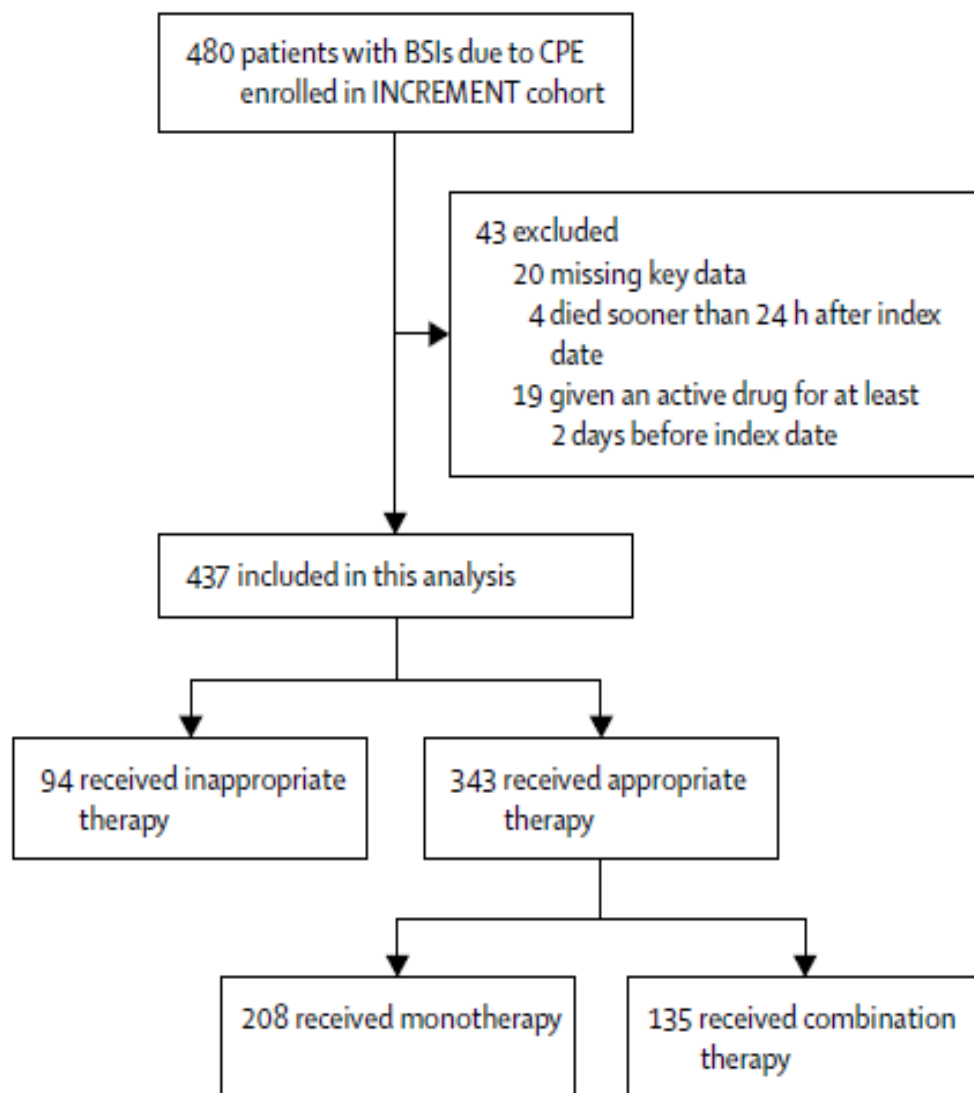 480 patients with BSIs due to CPE
enrolled in INCREMENT cohort
43 excluded
20 missing key data
4 died sooner than 24 h after index
date
19 given an active drug for at least
2 days before index date
437 included in this analysis
94 received inappropriate
therapy
343 received appropriate
therapy
208 received monotherapy
135 received combination
therapy